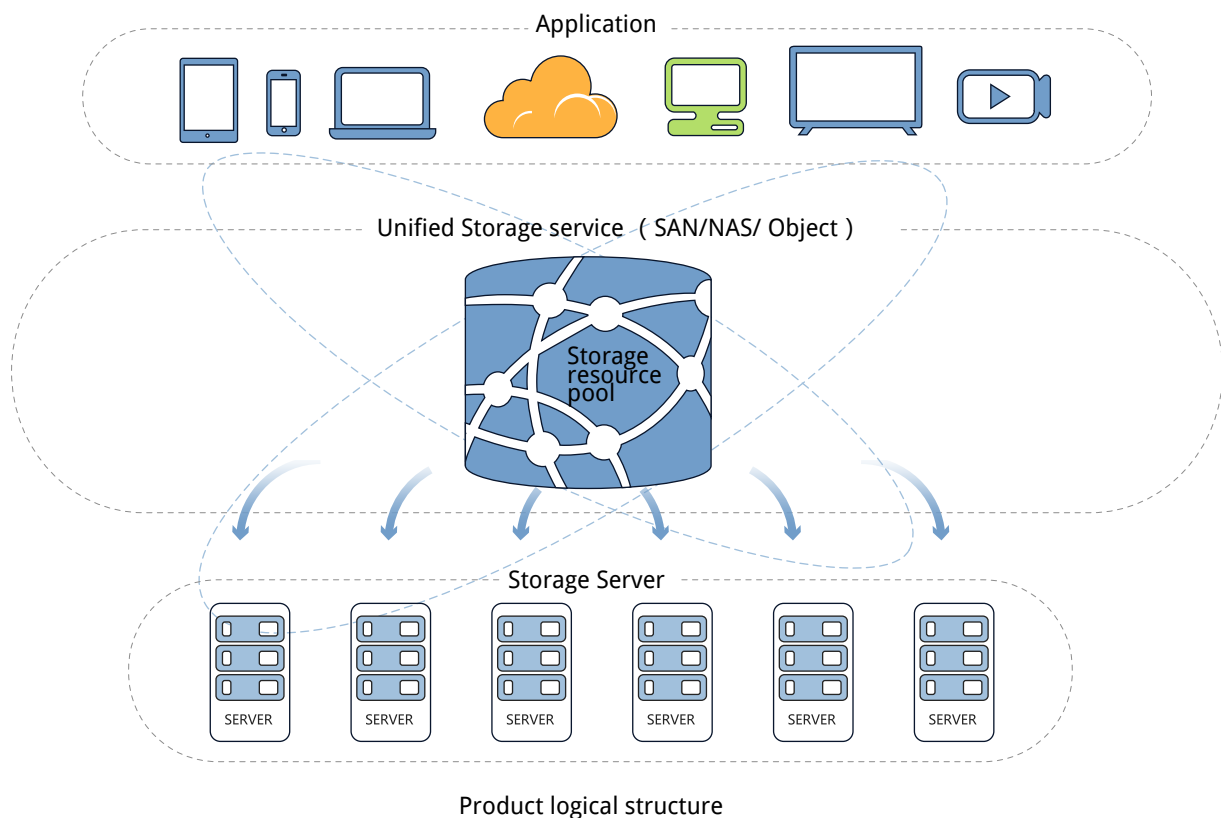 Application
Unified Storage service ( SAN/NAS/ Object )
Storage
resource
pool
Storage Server
SERVER SERVER SERVER SERVER SERVER SERVER
Product logical structure